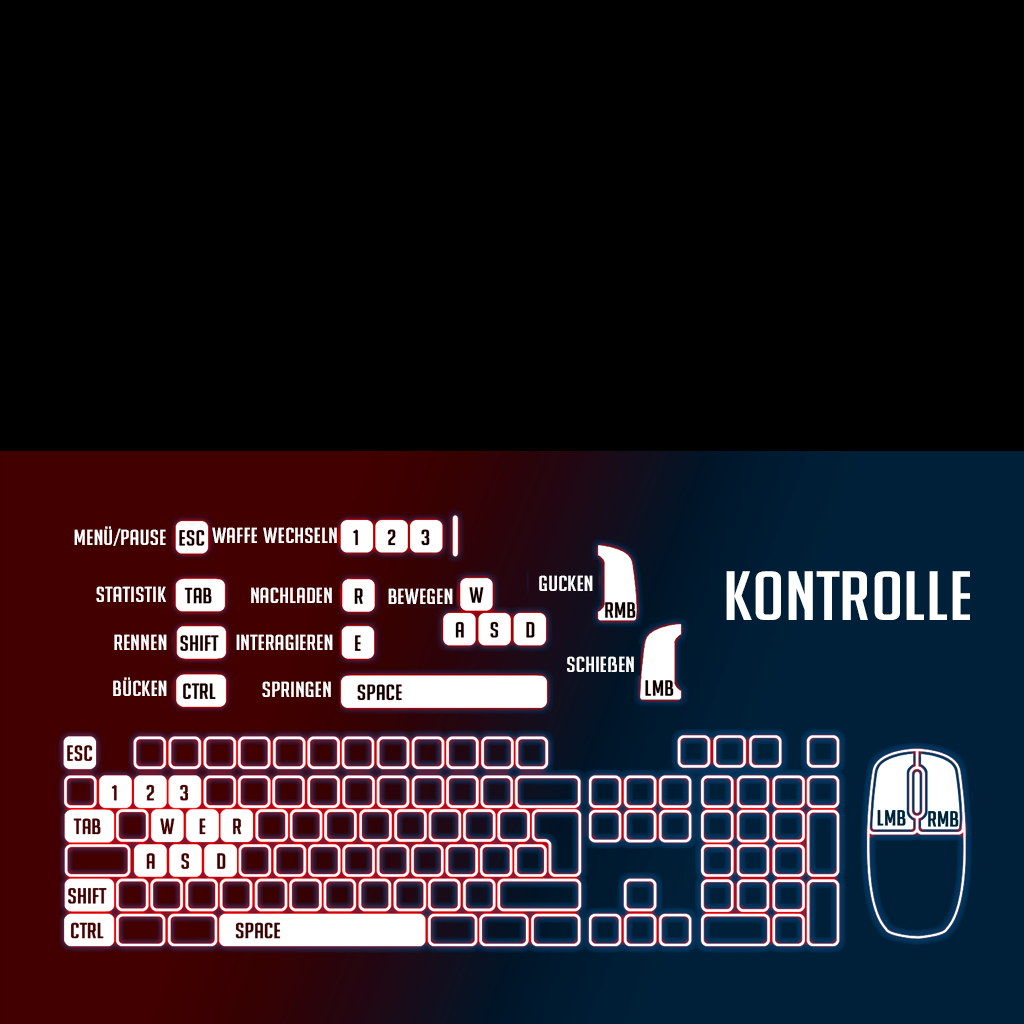 MENÜ/PAUSE ESC WAFFE WECHSELN 1 2 3
STATISTIK TAB NACHLADEN R BEWEGEN W
A S D
RENNEN SHIFT INTERAGIEREN E
BÜCKEN CTRL SPRINGEN SPACE
GUCKEN RMB
SCHIEßEN LMB
KONTROLLE
ESC
1 2 3
TAB W E R
A S D
SHIFT
CTRL SPACE
LMB RMB